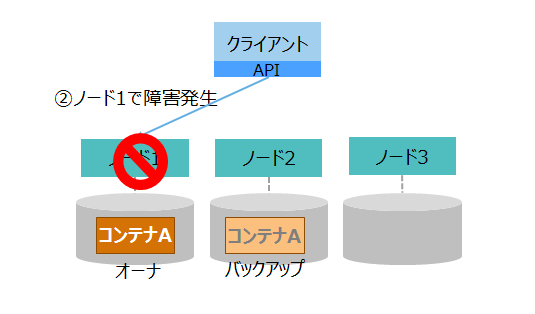 クライアント
API
②ノード1で障害発生
ノード1
ノード2
ノード3
コンテナA
コンテナA
オーナ
バックアップ